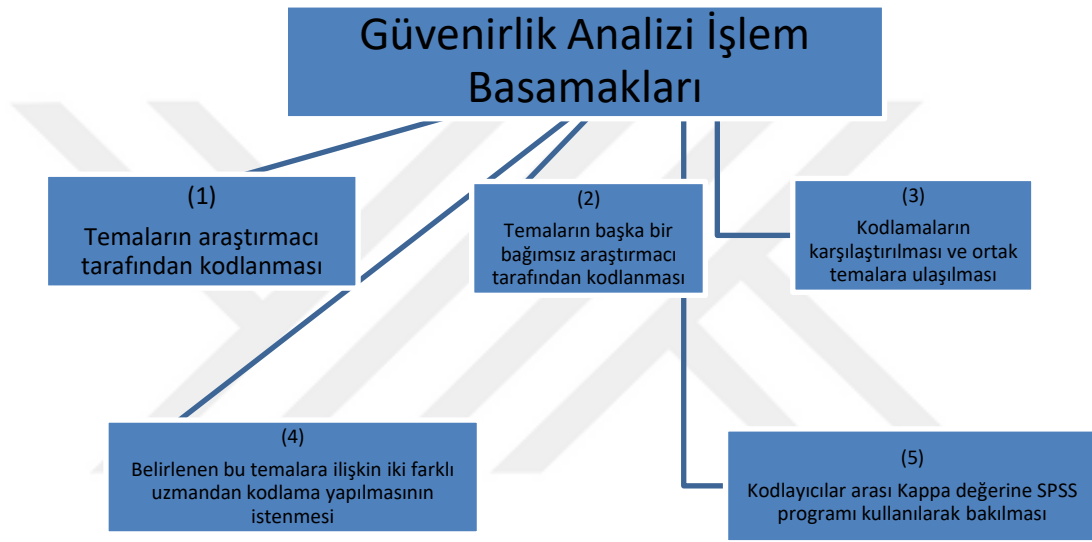 Güvenirlik Analizi İşlem
Basamakları
(1)
Temaların araştırmacı
tarafından kodlanması
(2)
Temaların başka bir
bağımsız araştırmacı
tarafından kodlanması
(3)
Kodlamaların
karşılaştırılması ve ortak
temalara ulaşılması
(4)
Belirlenen bu temalara ilişkin iki farklı
uzmandan kodlama yapılmasının
istenmesi
(5)
Kodlayıcılar arası Kappa değerine SPSS
programı kullanılarak bakılması